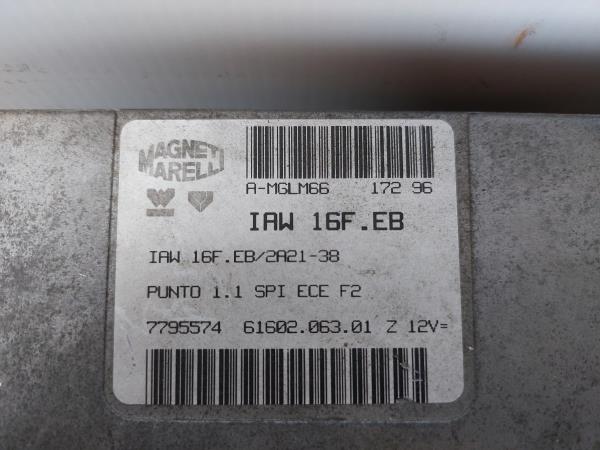 MAGNETI
MARELLI
A-MGLM66 172 96
IAW 16F.EB
IAW 16F.EB/2A21-38
PUNTO 1.1 SPI ECE F2
7795574 61602.063.01 Z 12V=